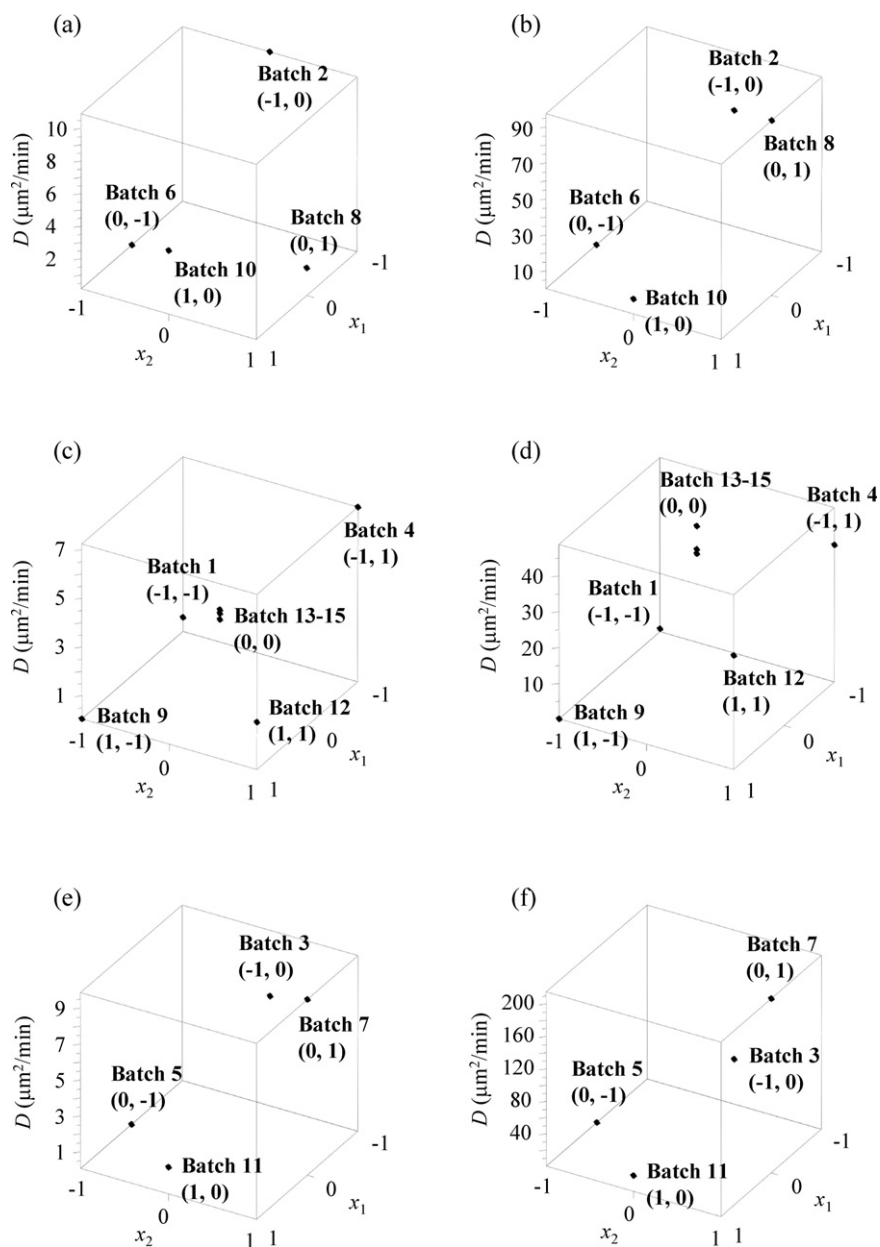 (a)
Batch 2
(-1, 0)
10
8
6
4
2
D (μm²/min)
Batch 6
(0, -1)
Batch 8
(0, 1)
Batch 10
(1, 0)
-1
0
1
x₂
1
0
-1
x₁
(b)
Batch 2
(-1, 0)
Batch 8
(0, 1)
90
70
50
30
10
D (μm²/min)
Batch 6
(0, -1)
Batch 10
(1, 0)
-1
0
1
x₂
1
0
-1
x₁
(c)
Batch 4
(-1, 1)
7
5
4
3
1
D (μm²/min)
Batch 1
(-1, -1)
Batch 13-15
(0, 0)
Batch 9
(1, -1)
Batch 12
(1, 1)
-1
0
1
x₂
1
0
-1
x₁
(d)
Batch 13-15
(0, 0)
Batch 4
(-1, 1)
40
30
20
10
D (μm²/min)
Batch 1
(-1, -1)
Batch 12
(1, 1)
Batch 9
(1, -1)
-1
0
1
x₂
1
0
-1
x₁
(e)
Batch 3
(-1, 0)
Batch 7
(0, 1)
9
7
5
3
1
D (μm²/min)
Batch 5
(0, -1)
Batch 11
(1, 0)
-1
0
1
x₂
1
0
-1
x₁
(f)
Batch 7
(0, 1)
Batch 3
(-1, 0)
200
160
120
80
40
D (μm²/min)
Batch 5
(0, -1)
Batch 11
(1, 0)
-1
0
1
x₂
1
0
-1
x₁